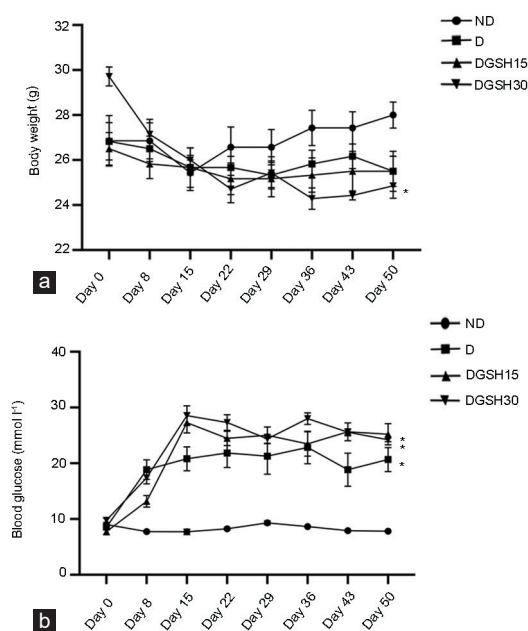 32
30
28
26
24
22
Body weight (g)
ND
D
DGSH15
DGSH30
*
Day 0 Day 8 Day 15 Day 22 Day 29 Day 36 Day 43 Day 50
a
40
30
20
10
0
Blood glucose (mmol l⁻¹)
ND
D
DGSH15
DGSH30
*
*
*
Day 0 Day 8 Day 15 Day 22 Day 29 Day 36 Day 43 Day 50
b